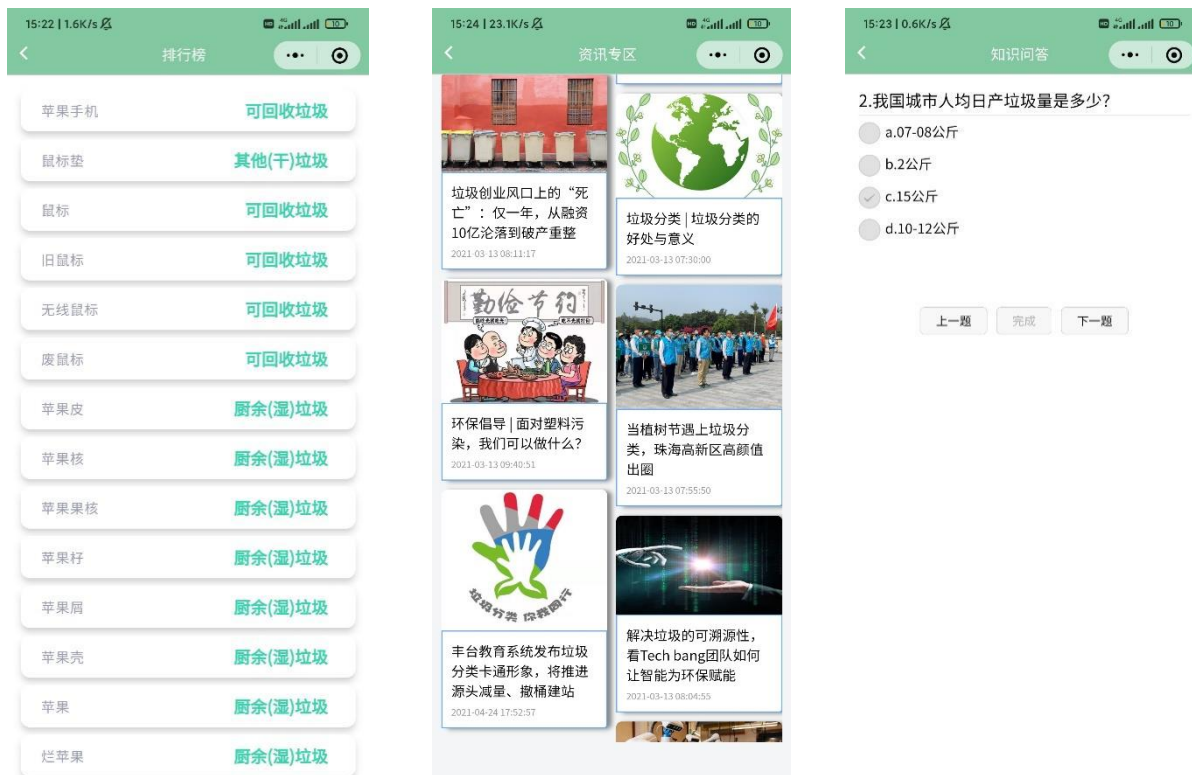 15:22 | 1.6K/s
排行榜
苹果手机
可回收垃圾
鼠标垫
其他(干)垃圾
鼠标
可回收垃圾
旧鼠标
可回收垃圾
无线鼠标
可回收垃圾
废鼠标
可回收垃圾
苹果皮
厨余(湿)垃圾
苹果核
厨余(湿)垃圾
苹果果核
厨余(湿)垃圾
苹果籽
厨余(湿)垃圾
苹果屑
厨余(湿)垃圾
苹果壳
厨余(湿)垃圾
苹果
厨余(湿)垃圾
烂苹果
厨余(湿)垃圾
15:24 | 23.1K/s
HD 4G 10
资讯专区
垃圾创业风口上的“死
亡”：仅一年，从融资
10亿沦落到破产重整
2021-03-13 08:11:17
勤俭节约
环保倡导 | 面对塑料污
染，我们可以做什么？
2021-03-13 09:40:51
垃圾分类 你我同行
丰台教育系统发布垃圾
分类卡通形象，将推进
源头减量、撤桶建站
2021-04-24 17:52:57
垃圾分类 | 垃圾分类的
好处与意义
2021-03-13 07:30:00
当植树节遇上垃圾分
类，珠海高新区高颜值
出圈
2021-03-13 07:55:50
解决垃圾的可溯源性，
看Tech bang团队如何
让智能为环保赋能
2021-03-13 08:04:55
15:23 | 0.6K/s
知识问答
2.我国城市人均日产垃圾量是多少？
a.07-08公斤
b.2公斤
c.15公斤
d.10-12公斤
上一题
完成
下一题